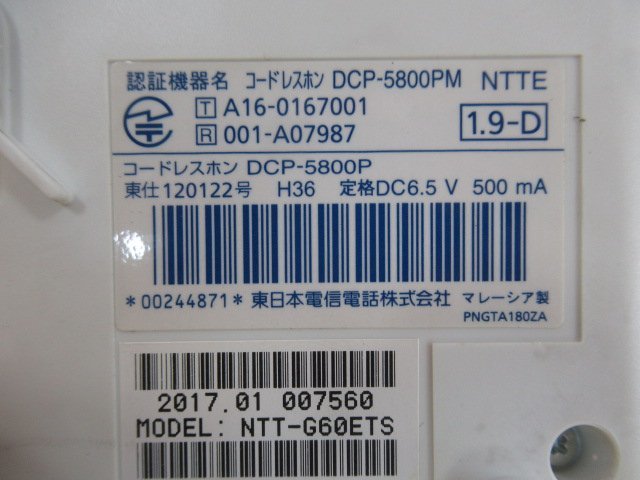 認証機器名 コードレスホン DCP-5800PM NTTE
T A16-0167001
R 001-A07987
1.9-D
コードレスホン DCP-5800P
東仕120122号 H36 定格DC6.5 V 500 mA
*00244871* 東日本電信電話株式会社 マレーシア製
PNGTA180ZA
2017.01 007560
MODEL: NTT-G60ETS